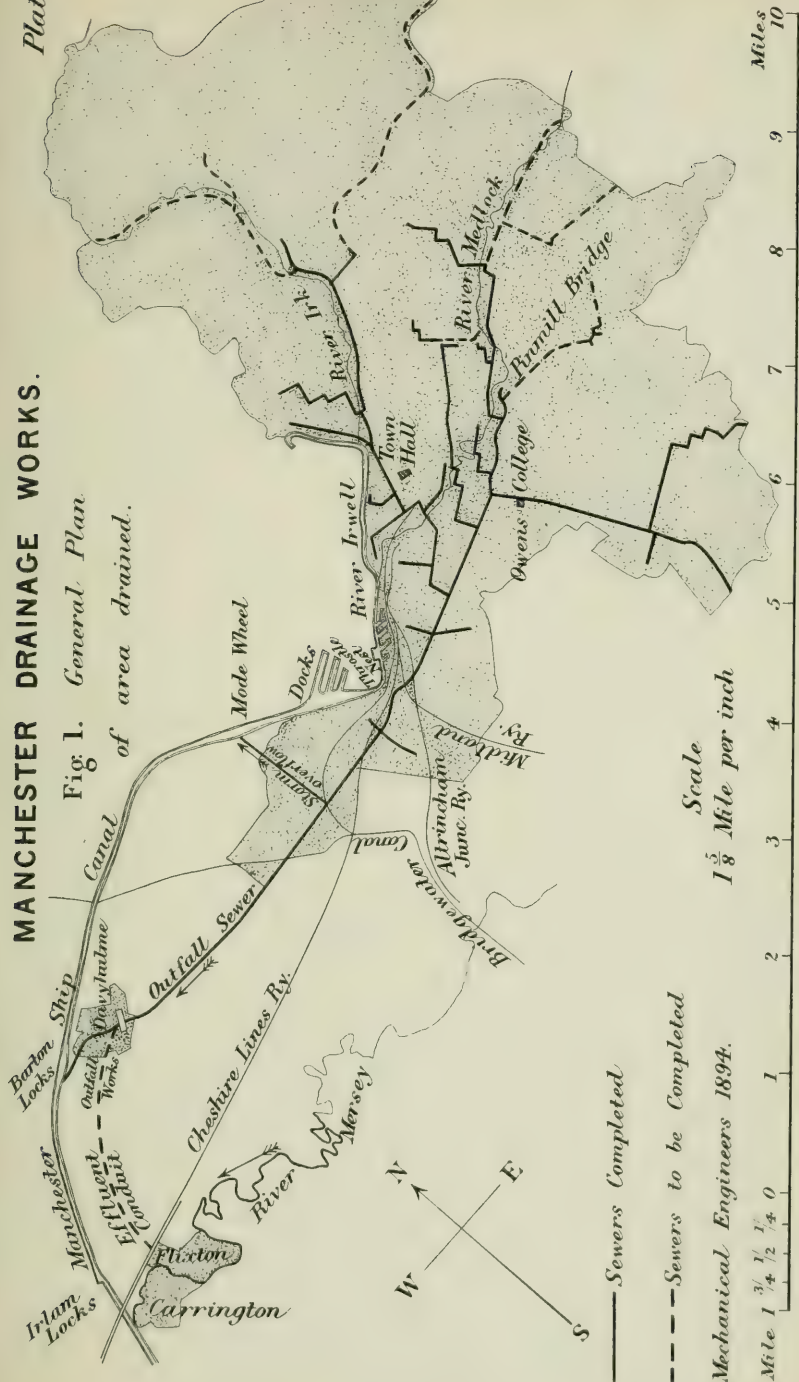 MANCHESTER DRAINAGE WORKS.
Fig. 1. General Plan
of area drained.
Mode Wheel
Docks
Throstle
Nest
River Irwell
Town
Hall
River Irk
River Medlock
Pinmill Bridge
Owens College
Midland
Ry.
Altrincham
Junc. Ry.
Bridgewater Canal
Storm
overflow
Outfall Sewer
Cheshire Lines Ry.
Manchester Ship Canal
Barton
Locks
Davyhulme
Outfall
Works
Effluent
Conduit
Irlam
Locks
Flixton
Carrington
River Mersey
N
E
W
S
Scale
1 5/8 Mile per inch
Sewers Completed
Sewers to be Completed
Mechanical Engineers 1894.
Mile 1 3/4 1/2 1/4 0 1 2 3 4 5 6 7 8 9 10
Miles